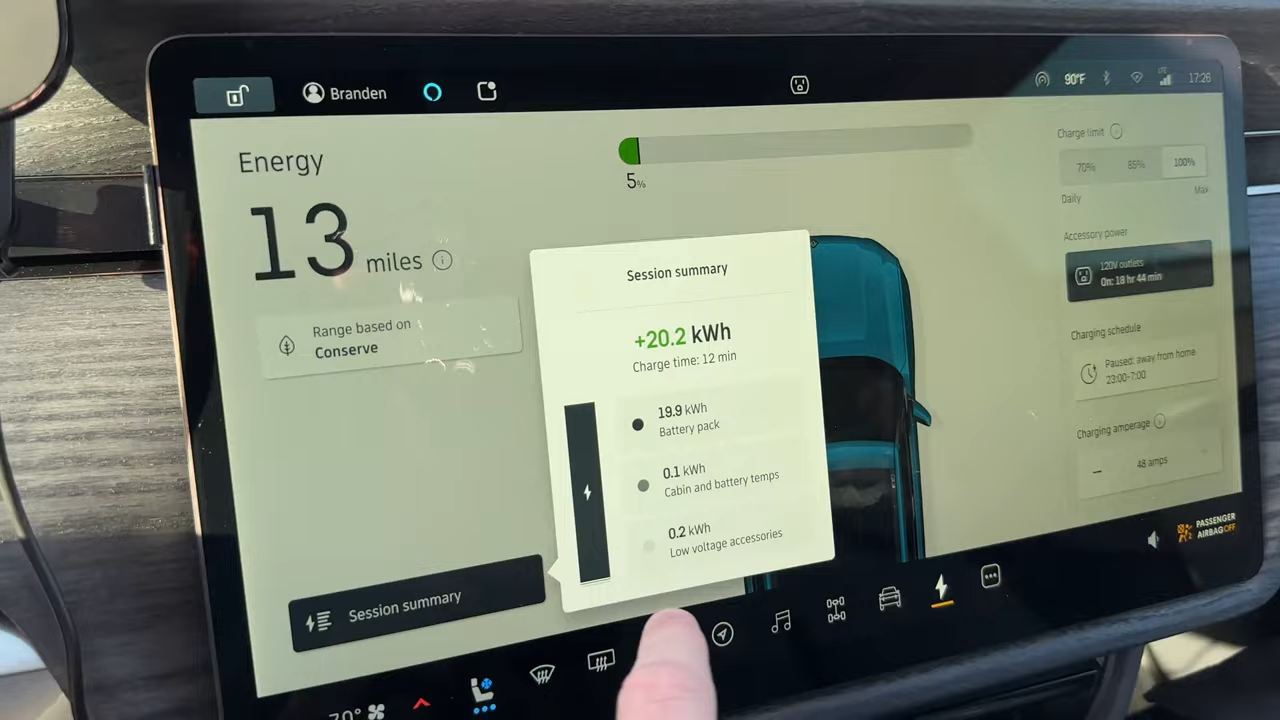 Branden
90°F
LTE
17:26
Energy
13 miles
Range based on
Conserve
5%
Session summary
+20.2 kWh
Charge time: 12 min
19.9 kWh
Battery pack
0.1 kWh
Cabin and battery temps
0.2 kWh
Low voltage accessories
Session summary
Charge limit
70% 85% 100%
Daily Max
Accessory power
120V outlets
On: 18 hr 44 min
Charging schedule
Paused: away from home
23:00-7:00
Charging amperage
48 amps
PASSENGER
AIRBAG OFF
70°